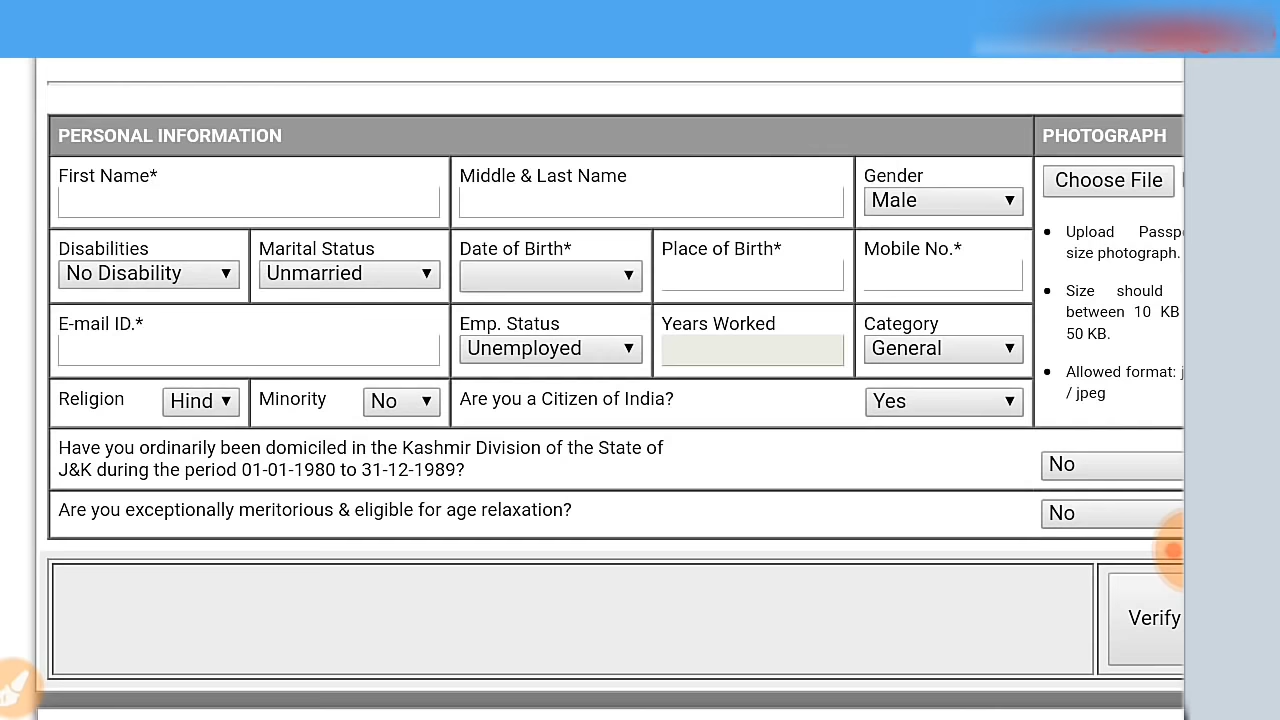 PERSONAL INFORMATION
PHOTOGRAPH
First Name*
Middle & Last Name
Gender
Male
Choose File
Upload
size photograph.
Size should
between 10 KB
50 KB.
Allowed format:
/ jpeg
Disabilities
No Disability
Marital Status
Unmarried
Date of Birth*
Place of Birth*
Mobile No.*
E-mail ID.*
Emp. Status
Unemployed
Years Worked
Category
General
Religion
Hind
Minority
No
Are you a Citizen of India?
Yes
Have you ordinarily been domiciled in the Kashmir Division of the State of
J&K during the period 01-01-1980 to 31-12-1989?
No
Are you exceptionally meritorious & eligible for age relaxation?
No
Verify